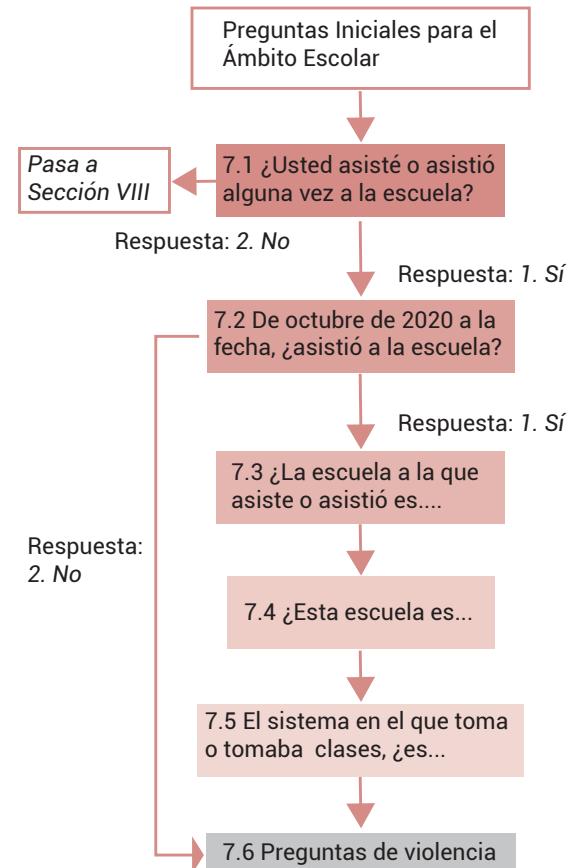 Preguntas Iniciales para el
Ámbito Escolar
7.1 ¿Usted asisté o asistió
alguna vez a la escuela?
Pasa a
Sección VIII
Respuesta: 2. No
Respuesta: 1. Sí
7.2 De octubre de 2020 a la
fecha, ¿asistió a la escuela?
Respuesta: 1. Sí
7.3 ¿La escuela a la que
asiste o asistió es....
Respuesta:
2. No
7.4 ¿Esta escuela es...
7.5 El sistema en el que toma
o tomaba clases, ¿es...
7.6 Preguntas de violencia